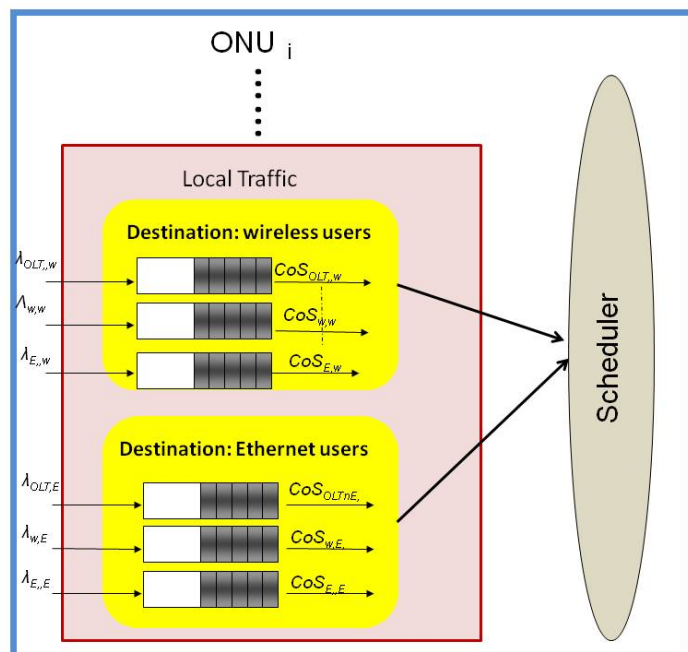 ONU i
Local Traffic
Destination: wireless users
λOLT,,w
CoSOLT,,w
Λw,w
CoSw,w
λE,,w
CoSE,w
Destination: Ethernet users
λOLT,E
CoSOLTnE,
λw,E
CoSw,E,
λE,,E
CoSE,,E
Scheduler